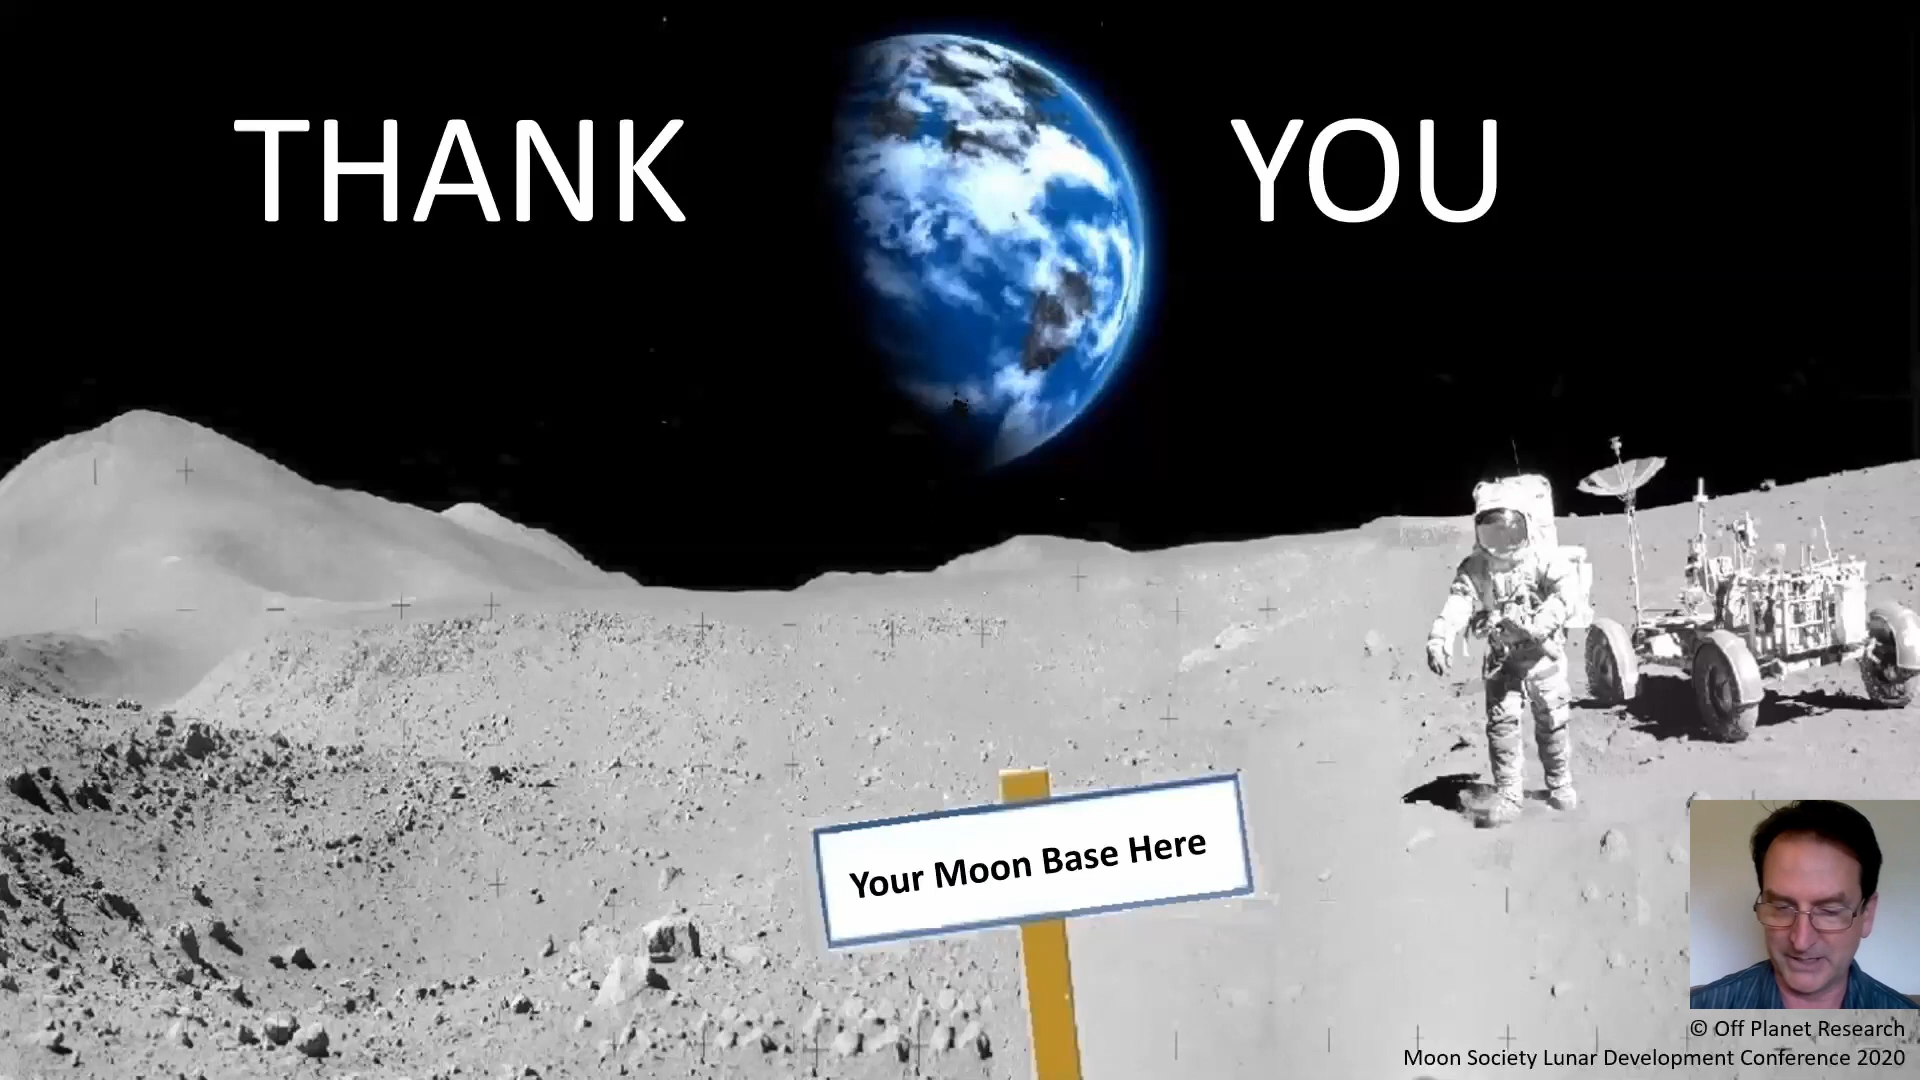 THANK YOU
Your Moon Base Here
© Off Planet Research
Moon Society Lunar Development Conference 2020